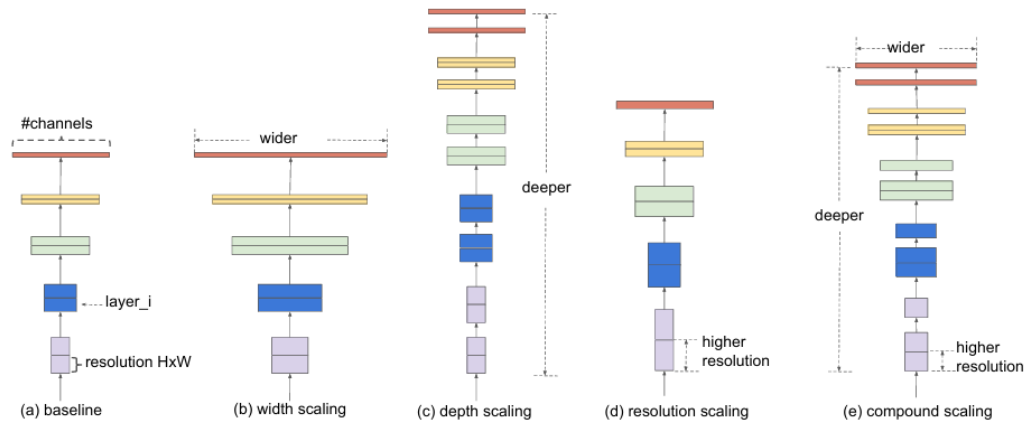 #channels
layer_i
resolution HxW
(a) baseline
wider
(b) width scaling
deeper
(c) depth scaling
higher
resolution
(d) resolution scaling
wider
deeper
higher
resolution
(e) compound scaling